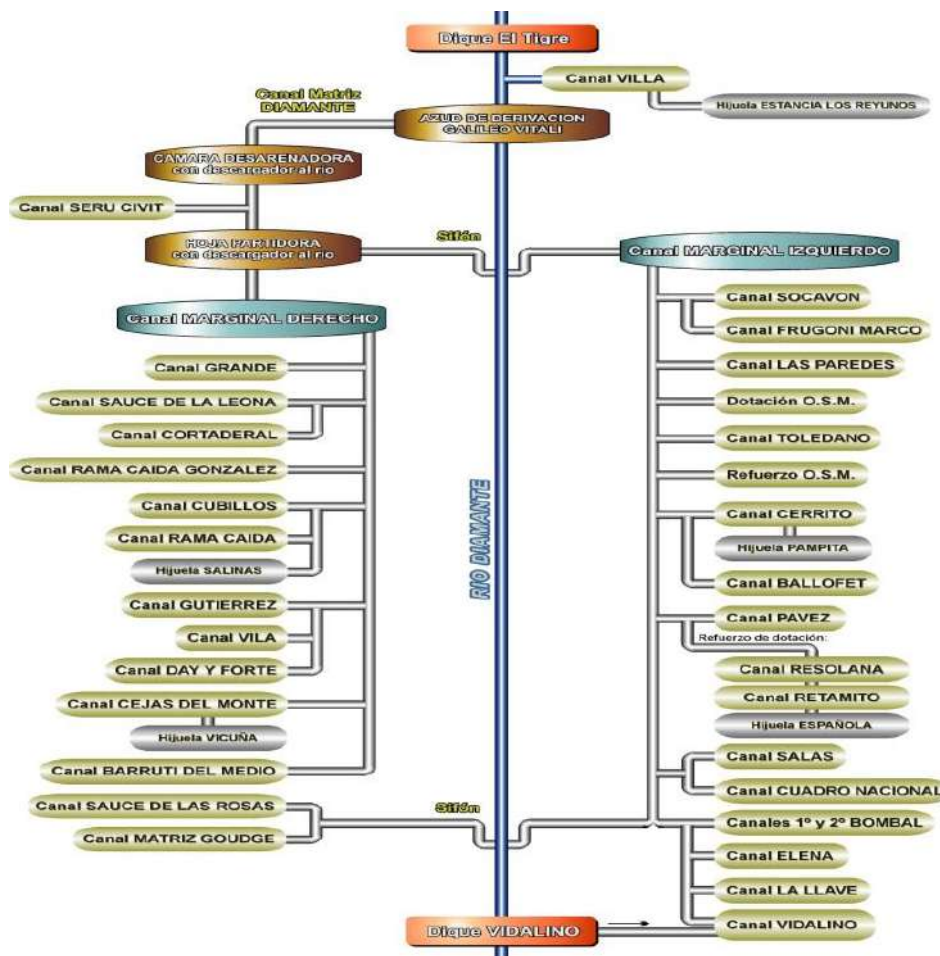 Dique El Tigre
Canal VILLA
Hijuela ESTANCIA LOS REYUNOS
Canal Matriz
DIAMANTE
AZUD DE DERIVACION
GALILEO VITALI
CAMARA DESARENADORA
con descargador al rio
Canal SERU CIVIT
HOJA PARTIDORA
con descargador al rio
Sifón
Canal MARGINAL IZQUIERDO
Canal MARGINAL DERECHO
Canal GRANDE
Canal SAUCE DE LA LEONA
Canal CORTADERAL
Canal RAMA CAIDA GONZALEZ
Canal CUBILLOS
Canal RAMA CAIDA
Hijuela SALINAS
Canal GUTIERREZ
Canal VILA
Canal DAY Y FORTE
Canal CEJAS DEL MONTE
Hijuela VICUÑA
Canal BARRUTI DEL MEDIO
Canal SAUCE DE LAS ROSAS
Canal MATRIZ GOUDGE
RIO DIAMANTE
Sifón
Canal SOCAVON
Canal FRUGONI MARCO
Canal LAS PAREDES
Dotación O.S.M.
Canal TOLEDANO
Refuerzo O.S.M.
Canal CERRITO
Hijuela PAMPITA
Canal BALLOFET
Canal PAVEZ
Refuerzo de dotación:
Canal RESOLANA
Canal RETAMITO
Hijuela ESPAÑOLA
Canal SALAS
Canal CUADRO NACIONAL
Canales 1º y 2º BOMBAL
Canal ELENA
Canal LA LLAVE
Canal VIDALINO
Dique VIDALINO